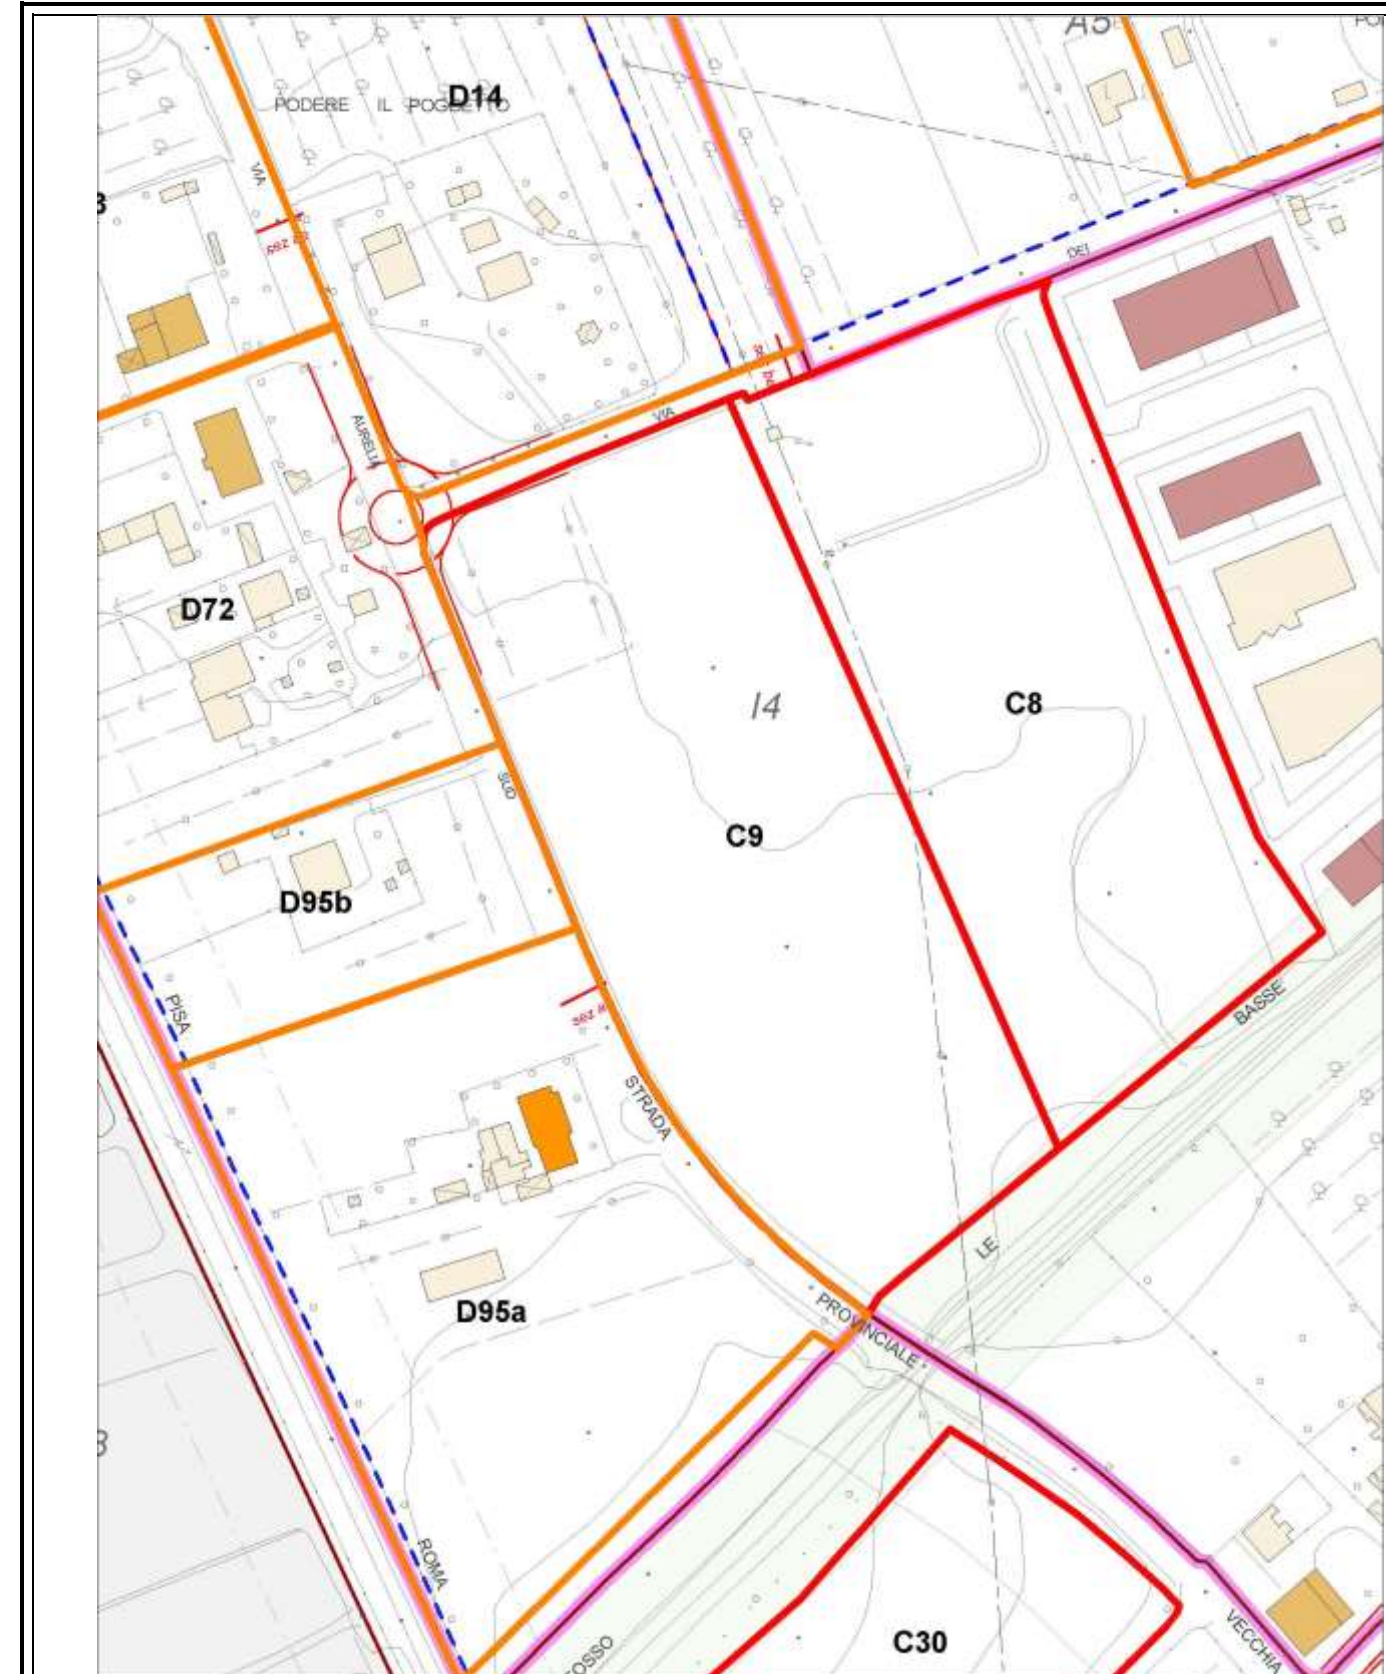 A5
D14
PODERE IL POGGETTO
VIA
DEI
VIA
AURELIA
D72
I4
C8
SUD
C9
D95b
PISA
BASSE
sez a
STRADA
LE
D95a
PROVINCIALE
ROMA
C30
VECCHIA